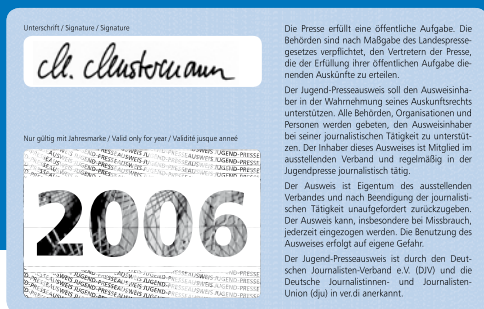 Unterschrift / Signature / Signature
M. Mustermann
Nur gültig mit Jahresmarke / Valid only for year / Validité jusque anneé
2006
Die Presse erfüllt eine öffentliche Aufgabe. Die
Behörden sind nach Maßgabe des Landespresse-
gesetzes verpflichtet, den Vertretern der Presse,
die der Erfüllung ihrer öffentlichen Aufgabe die-
nenden Auskünfte zu erteilen.
Der Jugend-Presseausweis soll den Ausweisinha-
ber in der Wahrnehmung seines Auskunftsrechts
unterstützen. Alle Behörden, Organisationen und
Personen werden gebeten, den Ausweisinhaber
bei seiner journalistischen Tätigkeit zu unterstüt-
zen. Der Inhaber dieses Ausweises ist Mitglied im
ausstellenden Verband und regelmäßig in der
Jugendpresse journalistisch tätig.
Der Ausweis ist Eigentum des ausstellenden
Verbandes und nach Beendigung der journalisti-
schen Tätigkeit unaufgefordert zurückzugeben.
Der Ausweis kann, insbesondere bei Missbrauch,
jederzeit eingezogen werden. Die Benutzung des
Ausweises erfolgt auf eigene Gefahr.
Der Jugend-Presseausweis ist durch den Deut-
schen Journalisten-Verband e.V. (DJV) und die
Deutsche Journalistinnen- und Journalisten-
Union (dju) in ver.di anerkannt.